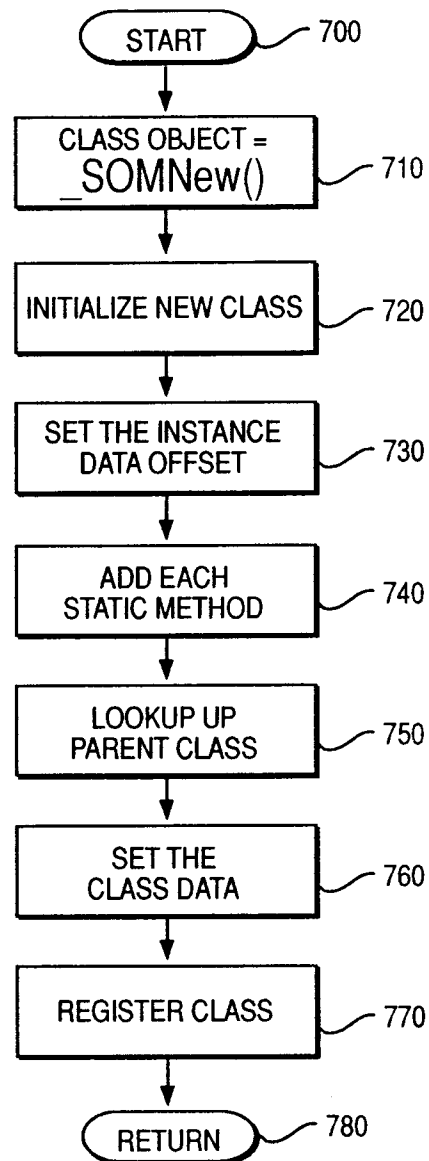 START
700
CLASS OBJECT =
_SOMNew()
710
INITIALIZE NEW CLASS
720
SET THE INSTANCE
DATA OFFSET
730
ADD EACH
STATIC METHOD
740
LOOKUP UP
PARENT CLASS
750
SET THE
CLASS DATA
760
REGISTER CLASS
770
RETURN
780